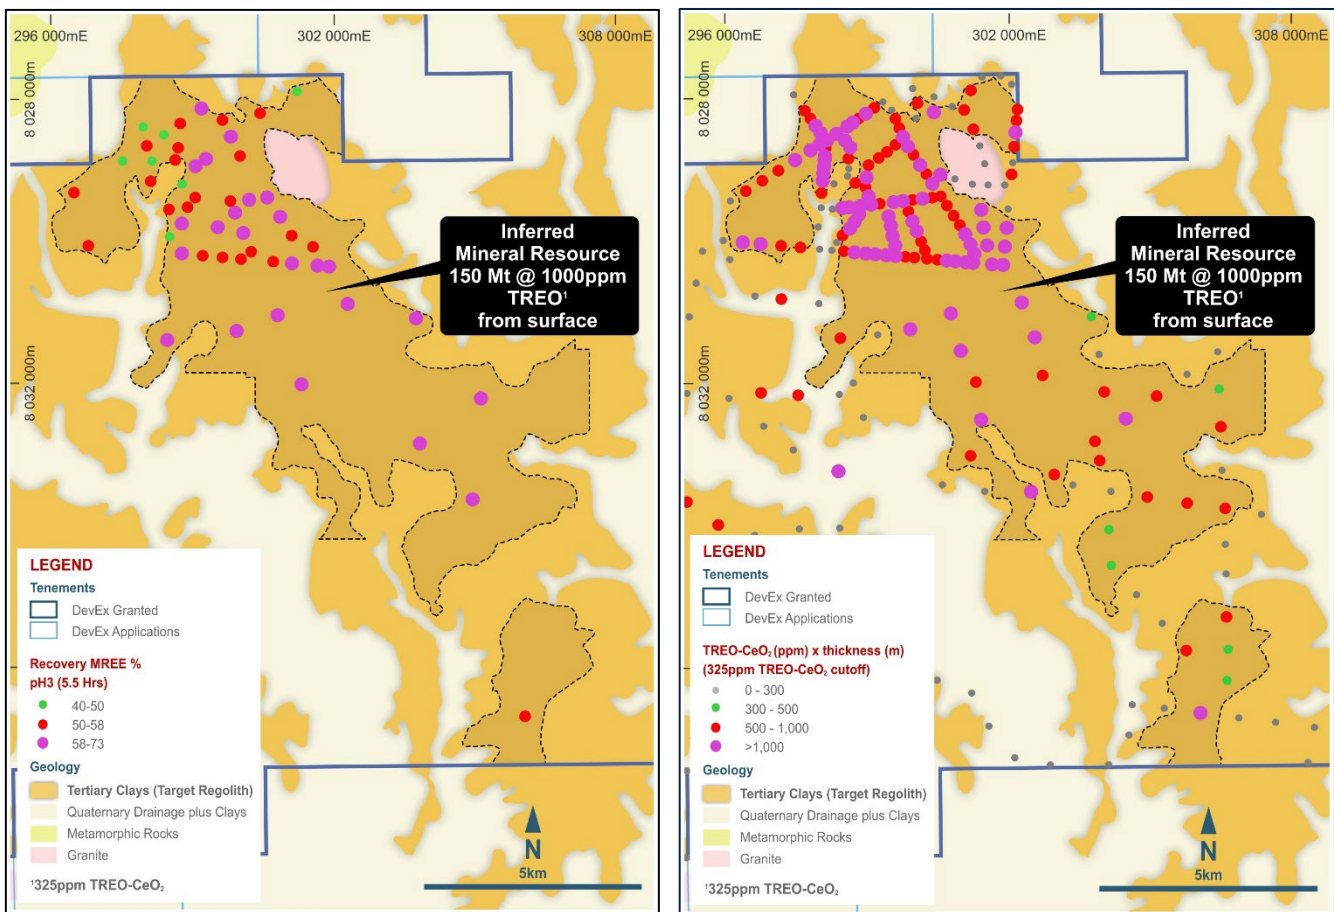 296 000mE
302 000mE
308 000mE
8 028 000m
8 032 000m
Inferred
Mineral Resource
150 Mt @ 1000ppm
TREO¹
from surface
LEGEND
Tenements
DevEx Granted
DevEx Applications
Recovery MREE %
pH3 (5.5 Hrs)
40-50
50-58
58-73
Geology
Tertiary Clays (Target Regolith)
Quaternary Drainage plus Clays
Metamorphic Rocks
Granite
¹325ppm TREO-CeO₂
N
5km
296 000mE
302 000mE
308 000mE
8 028 000m
8 032 000m
Inferred
Mineral Resource
150 Mt @ 1000ppm
TREO¹
from surface
LEGEND
Tenements
DevEx Granted
DevEx Applications
TREO-CeO₂ (ppm) x thickness (m)
(325ppm TREO-CeO₂ cutoff)
0 - 300
300 - 500
500 - 1,000
>1,000
Geology
Tertiary Clays (Target Regolith)
Quaternary Drainage plus Clays
Metamorphic Rocks
Granite
¹325ppm TREO-CeO₂
N
5km